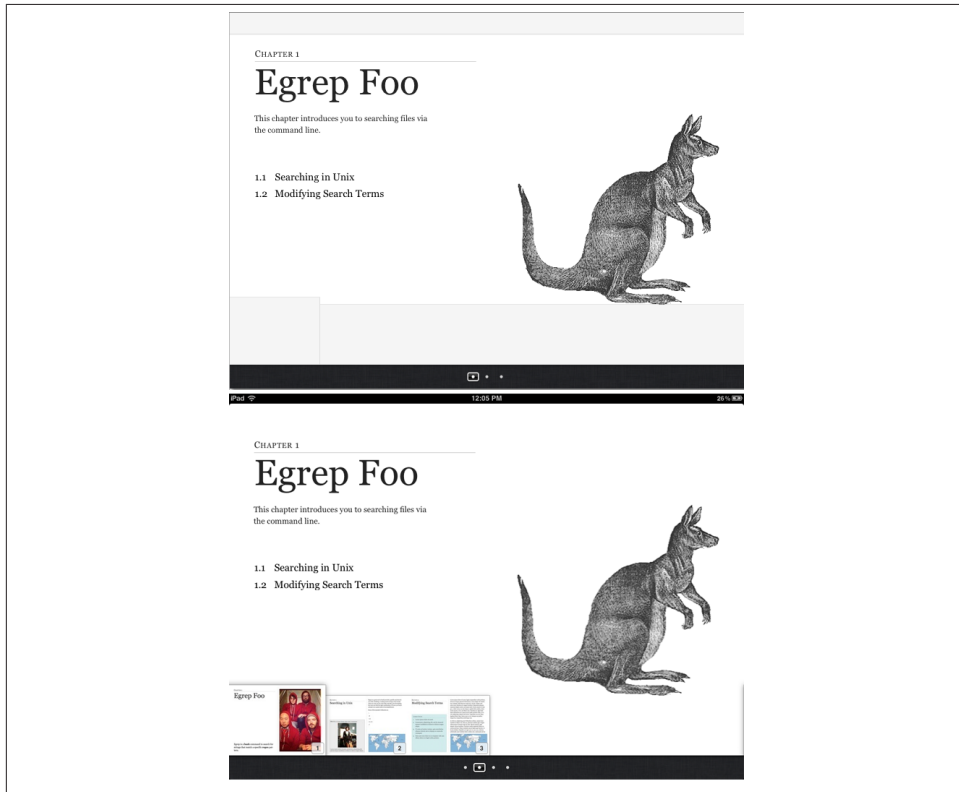 CHAPTER 1
Egrep Foo
This chapter introduces you to searching files via
the command line.
1.1 Searching in Unix
1.2 Modifying Search Terms
iPad 12:05 PM 26%
CHAPTER 1
Egrep Foo
This chapter introduces you to searching files via
the command line.
1.1 Searching in Unix
1.2 Modifying Search Terms
Egrep Foo
Searching in Unix
Modifying Search Terms
1
2
3